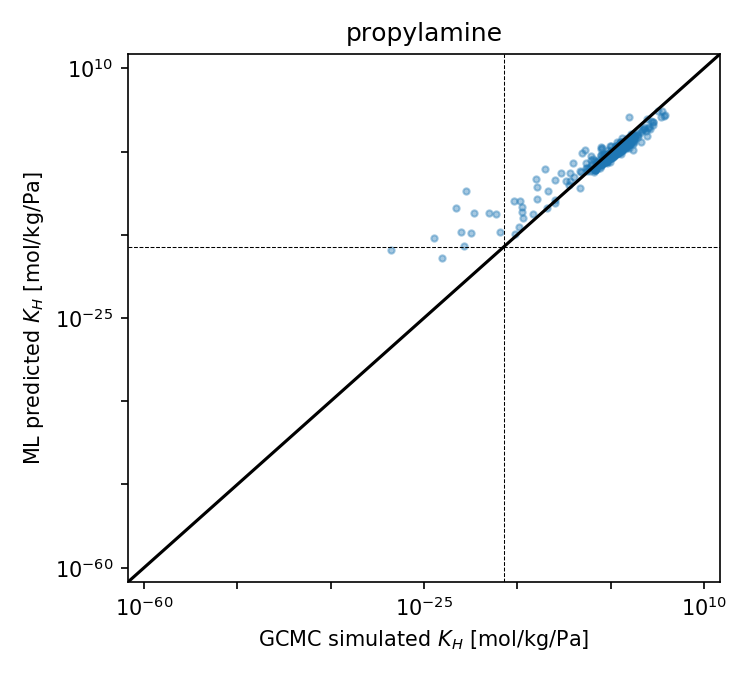 propylamine
10^10
10^−25
10^−60
ML predicted K_H [mol/kg/Pa]
10^−60 10^−25 10^10
GCMC simulated K_H [mol/kg/Pa]